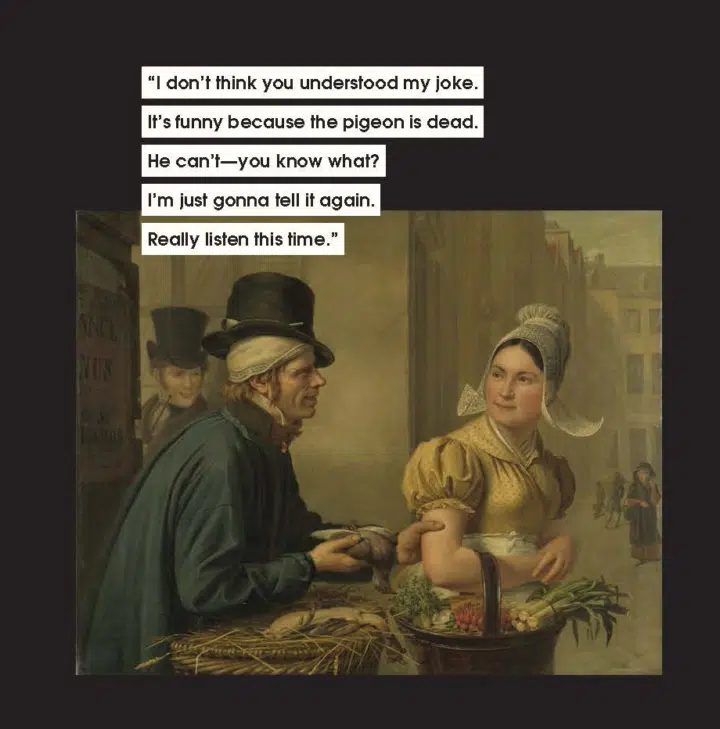 “I don’t think you understood my joke.
It’s funny because the pigeon is dead.
He can’t—you know what?
I’m just gonna tell it again.
Really listen this time.”